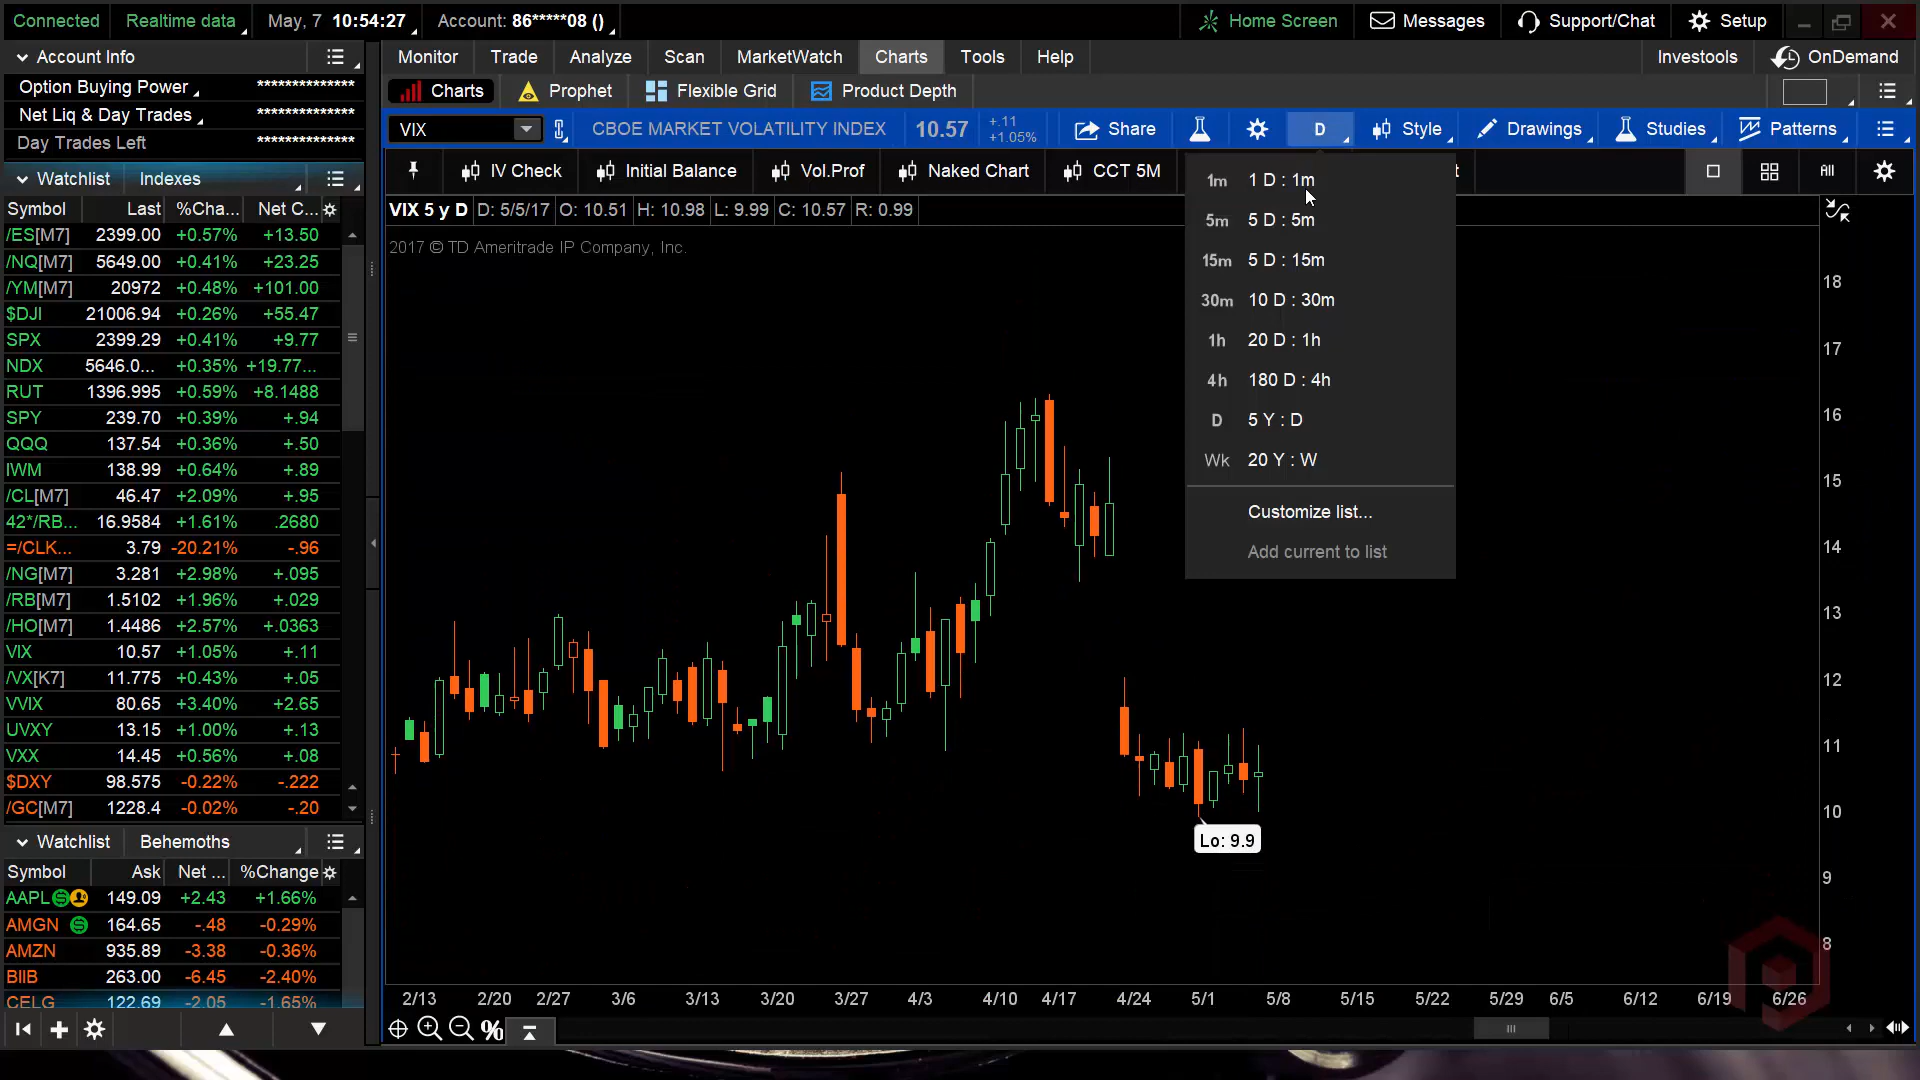 Connected Realtime data May, 7 10:54:27 Account: 86*****08 () Home Screen Messages Support/Chat Setup
Account Info
Option Buying Power **************
Net Liq & Day Trades **************
Day Trades Left **************
Monitor Trade Analyze Scan MarketWatch Charts Tools Help Investools OnDemand
Charts Prophet Flexible Grid Product Depth
VIX CBOE MARKET VOLATILITY INDEX 10.57 +.11 +1.05% Share D Style Drawings Studies Patterns
IV Check Initial Balance Vol.Prof Naked Chart CCT 5M All
VIX 5 y D D: 5/5/17 O: 10.51 H: 10.98 L: 9.99 C: 10.57 R: 0.99
2017 © TD Ameritrade IP Company, Inc.
1m 1 D : 1m
5m 5 D : 5m
15m 5 D : 15m
30m 10 D : 30m
1h 20 D : 1h
4h 180 D : 4h
D 5 Y : D
Wk 20 Y : W
Customize list...
Add current to list
Watchlist Indexes
Symbol Last %Cha... Net C...
/ES[M7] 2399.00 +0.57% +13.50
/NQ[M7] 5649.00 +0.41% +23.25
/YM[M7] 20972 +0.48% +101.00
$DJI 21006.94 +0.26% +55.47
SPX 2399.29 +0.41% +9.77
NDX 5646.0... +0.35% +19.77...
RUT 1396.995 +0.59% +8.1488
SPY 239.70 +0.39% +.94
QQQ 137.54 +0.36% +.50
IWM 138.99 +0.64% +.89
/CL[M7] 46.47 +2.09% +.95
42*/RB... 16.9584 +1.61% .2680
=/CLK... 3.79 -20.21% -.96
/NG[M7] 3.281 +2.98% +.095
/RB[M7] 1.5102 +1.96% +.029
/HO[M7] 1.4486 +2.57% +.0363
VIX 10.57 +1.05% +.11
/VX[K7] 11.775 +0.43% +.05
VVIX 80.65 +3.40% +2.65
UVXY 13.15 +1.00% +.13
VXX 14.45 +0.56% +.08
$DXY 98.575 -0.22% -.222
/GC[M7] 1228.4 -0.02% -.20
Watchlist Behemoths
Symbol Ask Net ... %Change
AAPL 149.09 +2.43 +1.66%
AMGN 164.65 -.48 -0.29%
AMZN 935.89 -3.38 -0.36%
BIIB 263.00 -6.45 -2.40%
CELG 122.69 -2.05 -1.65%
18
17
16
15
14
13
12
11
10
9
8
Lo: 9.9
2/13 2/20 2/27 3/6 3/13 3/20 3/27 4/3 4/10 4/17 4/24 5/1 5/8 5/15 5/22 5/29 6/5 6/12 6/19 6/26
%